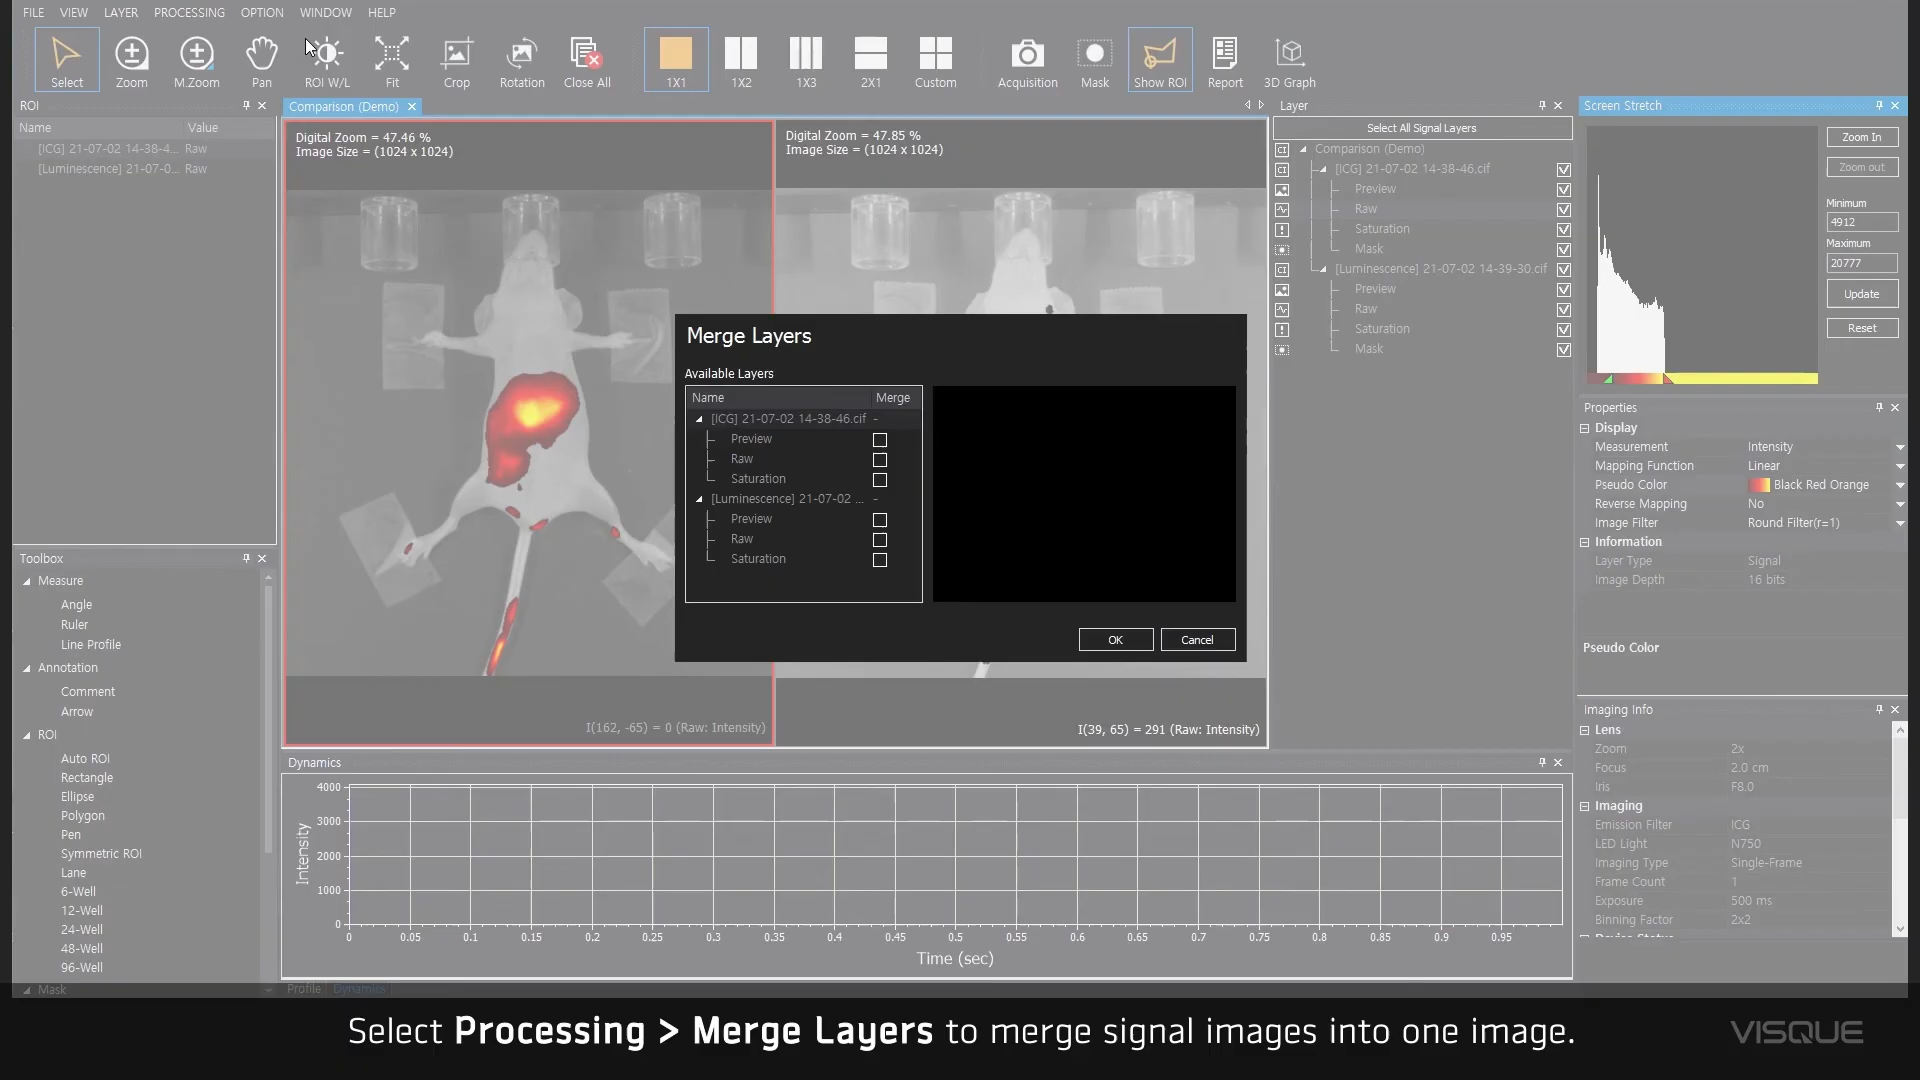 FILE VIEW LAYER PROCESSING OPTION WINDOW HELP
Select Zoom M.Zoom Pan ROI W/L Fit Crop Rotation Close All 1X1 1X2 1X3 2X1 Custom Acquisition Mask Show ROI Report 3D Graph
ROI
Name Value
[ICG] 21-07-02 14-38-4... Raw
[Luminescence] 21-07-0... Raw
Toolbox
Measure
Angle
Ruler
Line Profile
Annotation
Comment
Arrow
ROI
Auto ROI
Rectangle
Ellipse
Polygon
Pen
Symmetric ROI
Lane
6-Well
12-Well
24-Well
48-Well
96-Well
Mask
Comparison (Demo)
Digital Zoom = 47.46 %
Image Size = (1024 x 1024)
I(162, -65) = 0 (Raw: Intensity)
Digital Zoom = 47.85 %
Image Size = (1024 x 1024)
I(39, 65) = 291 (Raw: Intensity)
Merge Layers
Available Layers
Name Merge
[ICG] 21-07-02 14-38-46.cif -
Preview
Raw
Saturation
[Luminescence] 21-07-02 ... -
Preview
Raw
Saturation
OK Cancel
Dynamics
Intensity
4000
3000
2000
1000
0
0 0.05 0.1 0.15 0.2 0.25 0.3 0.35 0.4 0.45 0.5 0.55 0.6 0.65 0.7 0.75 0.8 0.85 0.9 0.95
Time (sec)
Profile Dynamics
Layer
Select All Signal Layers
Comparison (Demo)
[ICG] 21-07-02 14-38-46.cif
Preview
Raw
Saturation
Mask
[Luminescence] 21-07-02 14-39-30.cif
Preview
Raw
Saturation
Mask
Screen Stretch
Zoom In
Zoom out
Minimum
4912
Maximum
20777
Update
Reset
Properties
Display
Measurement Intensity
Mapping Function Linear
Pseudo Color Black Red Orange
Reverse Mapping No
Image Filter Round Filter(r=1)
Information
Layer Type Signal
Image Depth 16 bits
Pseudo Color
Imaging Info
Lens
Zoom 2x
Focus 2.0 cm
Iris F8.0
Imaging
Emission Filter ICG
LED Light N750
Imaging Type Single-Frame
Frame Count 1
Exposure 500 ms
Binning Factor 2x2
Select Processing > Merge Layers to merge signal images into one image.
VISQUE